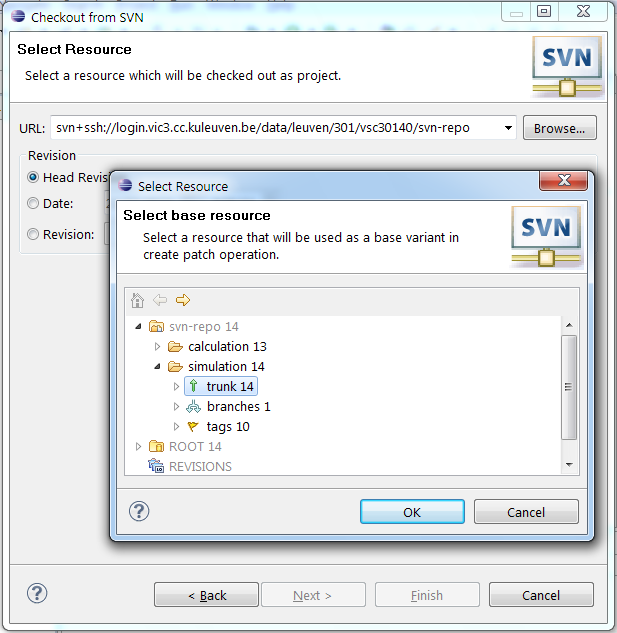 Checkout from SVN
Select Resource
Select a resource which will be checked out as project.
SVN
URL: svn+ssh://login.vic3.cc.kuleuven.be/data/leuven/301/vsc30140/svn-repo Browse...
Revision
Head Revis
Date:
Revision:
Select Resource
Select base resource
Select a resource that will be used as a base variant in
create patch operation.
SVN
svn-repo 14
calculation 13
simulation 14
trunk 14
branches 1
tags 10
ROOT 14
REVISIONS
OK Cancel
< Back Next > Finish Cancel